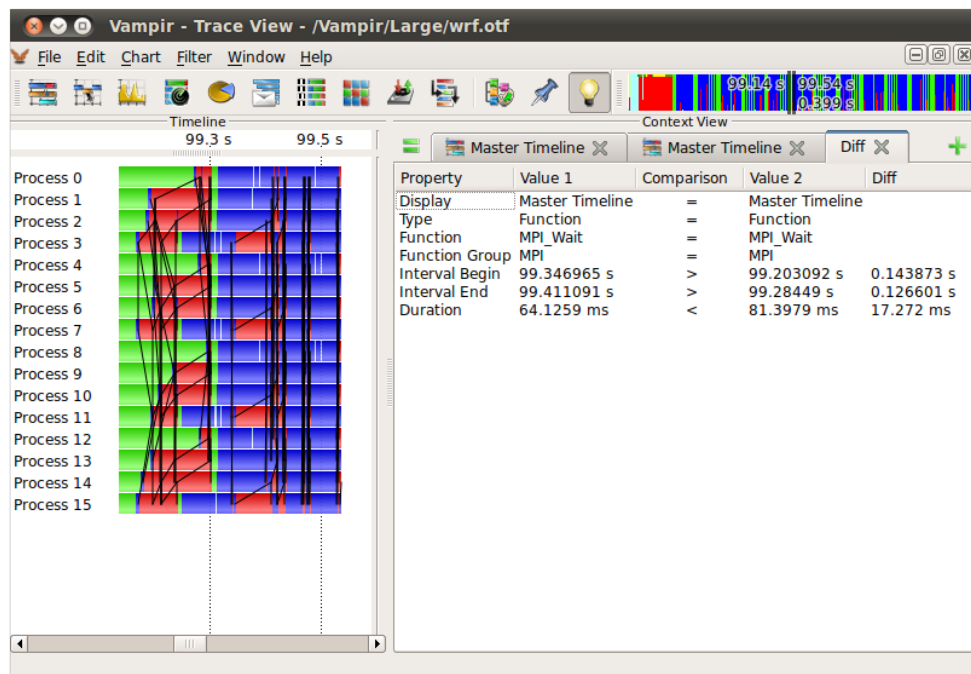 Vampir - Trace View - /Vampir/Large/wrf.otf
File Edit Chart Filter Window Help
99.14 s 99.54 s
0.399 s
Timeline
99.3 s 99.5 s
Process 0
Process 1
Process 2
Process 3
Process 4
Process 5
Process 6
Process 7
Process 8
Process 9
Process 10
Process 11
Process 12
Process 13
Process 14
Process 15
Context View
Master Timeline Master Timeline Diff
Property Value 1 Comparison Value 2 Diff
Display Master Timeline = Master Timeline
Type Function = Function
Function MPI_Wait = MPI_Wait
Function Group MPI = MPI
Interval Begin 99.346965 s > 99.203092 s 0.143873 s
Interval End 99.411091 s > 99.28449 s 0.126601 s
Duration 64.1259 ms < 81.3979 ms 17.272 ms